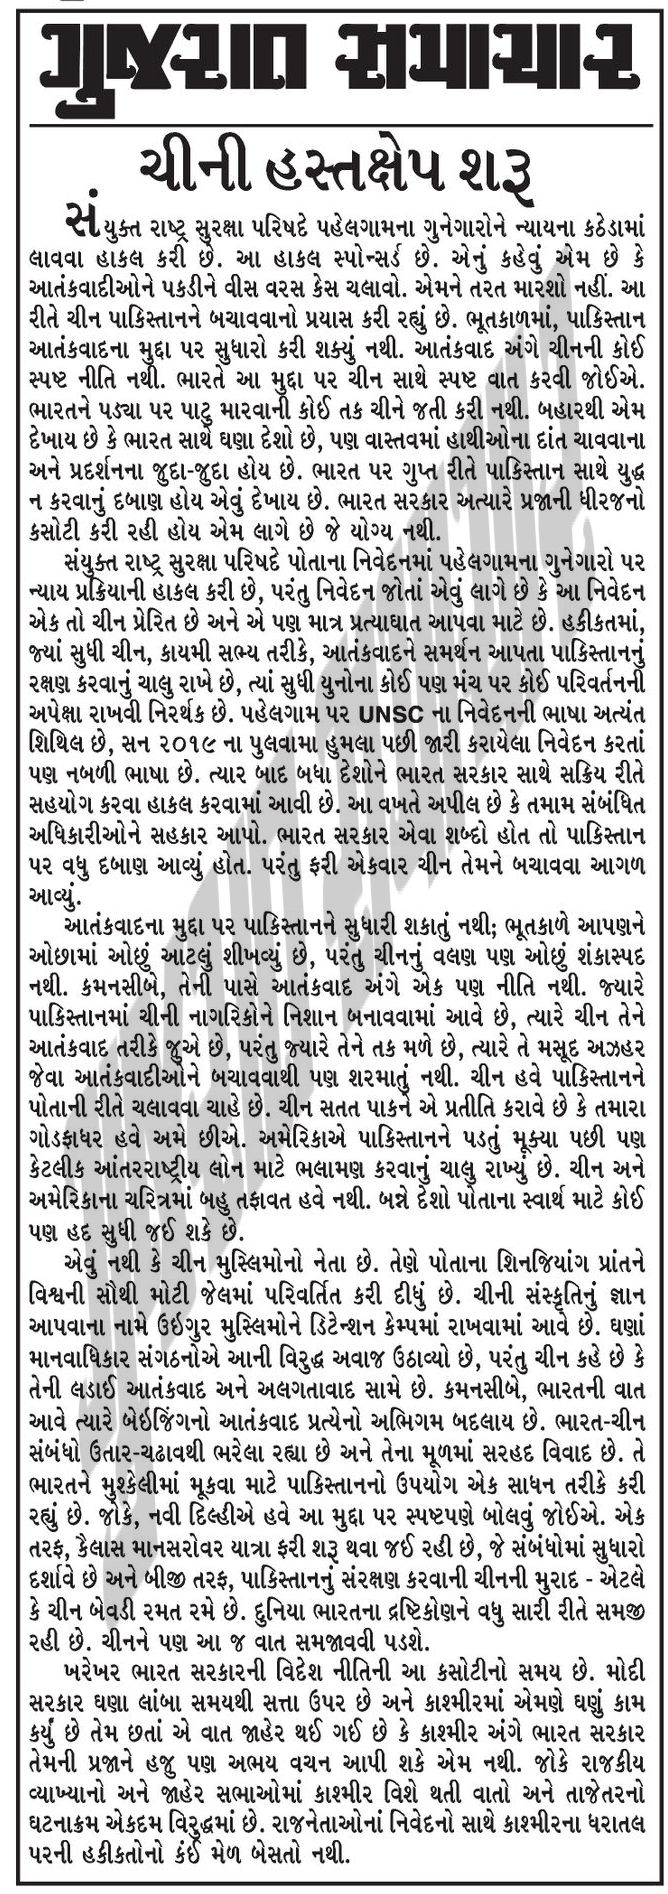 ગુજરાત સમાચાર
ચીની હસ્તક્ષેપ શરૂ
સંયુક્ત રાષ્ટ્ર સુરક્ષા પરિષદે પહેલગામના ગુનેગારોને ન્યાયના કઠેડામાં
લાવવા હાકલ કરી છે. આ હાકલ સ્પોન્સર્ડ છે. એનું કહેવું એમ છે કે
આતંકવાદીઓને પકડીને વીસ વરસ કેસ ચલાવો. એમને તરત મારશો નહીં. આ
રીતે ચીન પાકિસ્તાનને બચાવવાનો પ્રયાસ કરી રહ્યું છે. ભૂતકાળમાં, પાકિસ્તાન
આતંકવાદના મુદ્દા પર સુધારો કરી શક્યું નથી. આતંકવાદ અંગે ચીનની કોઈ
સ્પષ્ટ નીતિ નથી. ભારતે આ મુદ્દા પર ચીન સાથે સ્પષ્ટ વાત કરવી જોઈએ.
ભારતને પડ્યા પર પાટુ મારવાની કોઈ તક ચીને જતી કરી નથી. બહારથી એમ
દેખાય છે કે ભારત સાથે ઘણા દેશો છે, પણ વાસ્તવમાં હાથીઓના દાંત ચાવવાના
અને પ્રદર્શનના જુદા-જુદા હોય છે. ભારત પર ગુપ્ત રીતે પાકિસ્તાન સાથે યુદ્ધ
ન કરવાનું દબાણ હોય એવું દેખાય છે. ભારત સરકાર અત્યારે પ્રજાની ધીરજનો
કસોટી કરી રહી હોય એમ લાગે છે જે યોગ્ય નથી.
સંયુક્ત રાષ્ટ્ર સુરક્ષા પરિષદે પોતાના નિવેદનમાં પહેલગામના ગુનેગારો પર
ન્યાય પ્રક્રિયાની હાકલ કરી છે, પરંતુ નિવેદન જોતાં એવું લાગે છે કે આ નિવેદન
એક તો ચીન પ્રેરિત છે અને એ પણ માત્ર પ્રત્યાઘાત આપવા માટે છે. હકીકતમાં,
જ્યાં સુધી ચીન, કાયમી સભ્ય તરીકે, આતંકવાદને સમર્થન આપતા પાકિસ્તાનનું
રક્ષણ કરવાનું ચાલુ રાખે છે, ત્યાં સુધી યુનોના કોઈ પણ મંચ પર કોઈ પરિવર્તનની
અપેક્ષા રાખવી નિરર્થક છે. પહેલગામ પર UNSC ના નિવેદનની ભાષા અત્યંત
શિથિલ છે, સન ૨૦૧૯ ના પુલવામા હુમલા પછી જારી કરાયેલા નિવેદન કરતાં
પણ નબળી ભાષા છે. ત્યાર બાદ બધા દેશોને ભારત સરકાર સાથે સક્રિય રીતે
સહયોગ કરવા હાકલ કરવામાં આવી છે. આ વખતે અપીલ છે કે તમામ સંબંધિત
અધિકારીઓને સહકાર આપો. ભારત સરકાર એવા શબ્દો હોત તો પાકિસ્તાન
પર વધુ દબાણ આવ્યું હોત. પરંતુ ફરી એકવાર ચીન તેમને બચાવવા આગળ
આવ્યું.
આતંકવાદના મુદ્દા પર પાકિસ્તાનને સુધારી શકાતું નથી; ભૂતકાળે આપણને
ઓછામાં ઓછું આટલું શીખવ્યું છે, પરંતુ ચીનનું વલણ પણ ઓછું શંકાસ્પદ
નથી. કમનસીબે, તેની પાસે આતંકવાદ અંગે એક પણ નીતિ નથી. જ્યારે
પાકિસ્તાનમાં ચીની નાગરિકોને નિશાન બનાવવામાં આવે છે, ત્યારે ચીન તેને
આતંકવાદ તરીકે જુએ છે, પરંતુ જ્યારે તેને તક મળે છે, ત્યારે તે મસૂદ અઝહર
જેવા આતંકવાદીઓને બચાવવાથી પણ શરમાતું નથી. ચીન હવે પાકિસ્તાનને
પોતાની રીતે ચલાવવા ચાહે છે. ચીન સતત પાકને એ પ્રતીતિ કરાવે છે કે તમારા
ગોડફાધર હવે અમે છીએ. અમેરિકાએ પાકિસ્તાનને પડતું મૂક્યા પછી પણ
કેટલીક આંતરરાષ્ટ્રીય લોન માટે ભલામણ કરવાનું ચાલુ રાખ્યું છે. ચીન અને
અમેરિકાના ચરિત્રમાં બહુ તફાવત હવે નથી. બન્ને દેશો પોતાના સ્વાર્થ માટે કોઈ
પણ હદ સુધી જઈ શકે છે.
એવું નથી કે ચીન મુસ્લિમોનો નેતા છે. તેણે પોતાના શિનજિયાંગ પ્રાંતને
વિશ્વની સૌથી મોટી જેલમાં પરિવર્તિત કરી દીધું છે. ચીની સંસ્કૃતિનું જ્ઞાન
આપવાના નામે ઉઇગુર મુસ્લિમોને ડિટેન્શન કેમ્પમાં રાખવામાં આવે છે. ઘણાં
માનવાધિકાર સંગઠનોએ આની વિરુદ્ધ અવાજ ઉઠાવ્યો છે, પરંતુ ચીન કહે છે કે
તેની લડાઈ આતંકવાદ અને અલગતાવાદ સામે છે. કમનસીબે, ભારતની વાત
આવે ત્યારે બેઇજિંગનો આતંકવાદ પ્રત્યેનો અભિગમ બદલાય છે. ભારત-ચીન
સંબંધો ઉતાર-ચઢાવથી ભરેલા રહ્યા છે અને તેના મૂળમાં સરહદ વિવાદ છે. તે
ભારતને મુશ્કેલીમાં મૂકવા માટે પાકિસ્તાનનો ઉપયોગ એક સાધન તરીકે કરી
રહ્યું છે. જોકે, નવી દિલ્હીએ હવે આ મુદ્દા પર સ્પષ્ટપણે બોલવું જોઈએ. એક
તરફ, કૈલાસ માનસરોવર યાત્રા ફરી શરૂ થવા જઈ રહી છે, જે સંબંધોમાં સુધારો
દર્શાવે છે અને બીજી તરફ, પાકિસ્તાનનું સંરક્ષણ કરવાની ચીનની મુરાદ - એટલે
કે ચીન બેવડી રમત રમે છે. દુનિયા ભારતના દ્રષ્ટિકોણને વધુ સારી રીતે સમજી
રહી છે. ચીનને પણ આ જ વાત સમજાવવી પડશે.
ખરેખર ભારત સરકારની વિદેશ નીતિની આ કસોટીનો સમય છે. મોદી
સરકાર ઘણા લાંબા સમયથી સત્તા ઉપર છે અને કાશ્મીરમાં એમણે ઘણું કામ
કર્યું છે તેમ છતાં એ વાત જાહેર થઈ ગઈ છે કે કાશ્મીર અંગે ભારત સરકાર
તેમની પ્રજાને હજુ પણ અભય વચન આપી શકે એમ નથી. જોકે રાજકીય
વ્યાખ્યાનો અને જાહેર સભાઓમાં કાશ્મીર વિશે થતી વાતો અને તાજેતરનો
ઘટનાક્રમ એકદમ વિરુદ્ધમાં છે. રાજનેતાઓનાં નિવેદનો સાથે કાશ્મીરના ધરાતલ
પરની હકીકતોનો કંઈ મેળ બેસતો નથી.